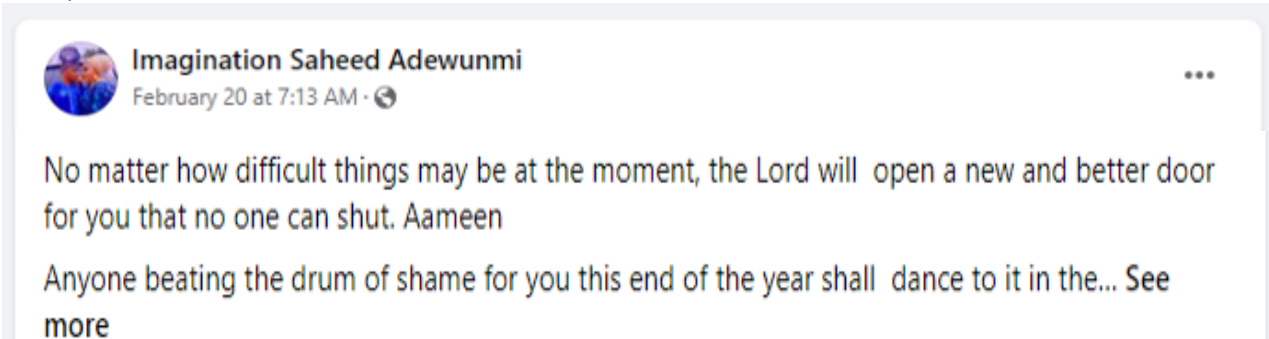 Imagination Saheed Adewunmi
February 20 at 7:13 AM ·
No matter how difficult things may be at the moment, the Lord will  open a new and better door
for you that no one can shut. Aameen
Anyone beating the drum of shame for you this end of the year shall  dance to it in the... See
more